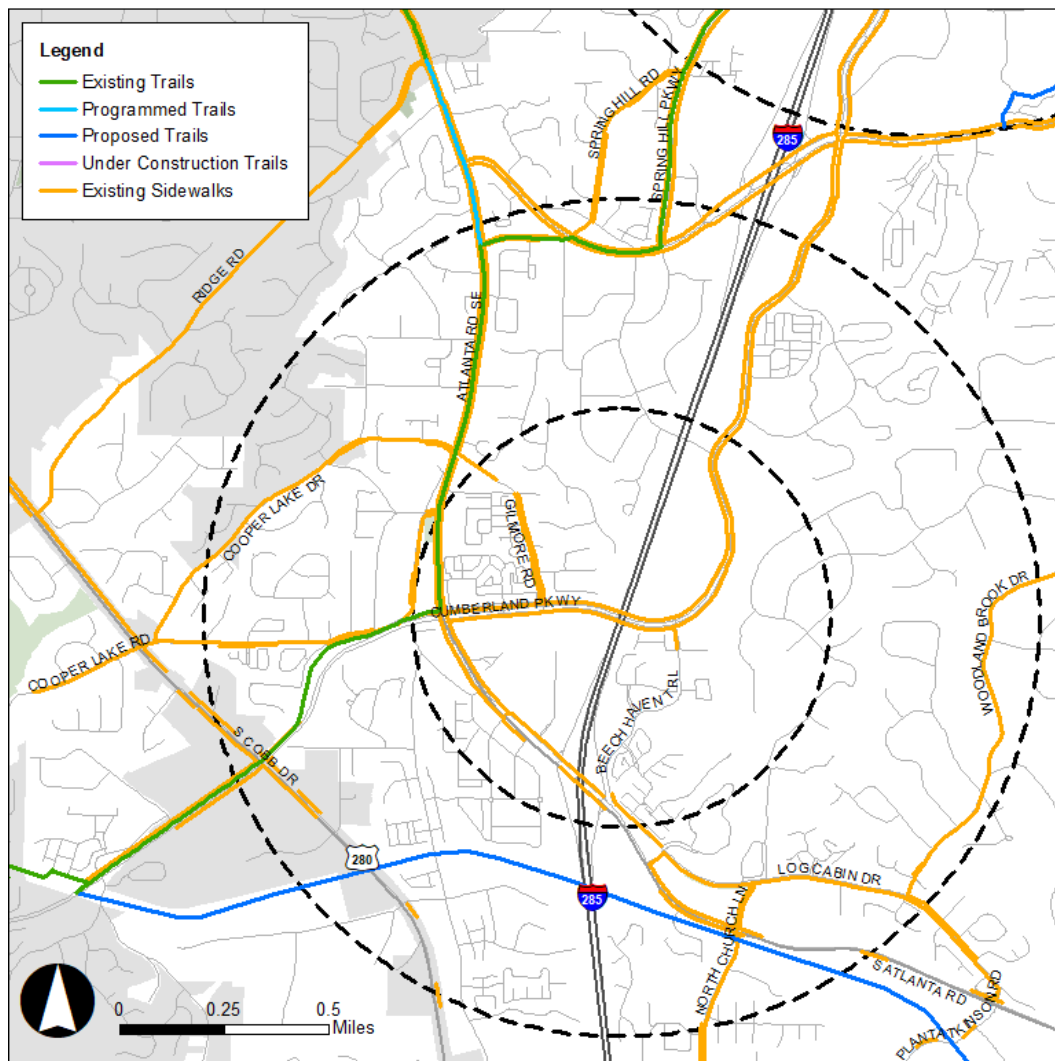 Legend
Existing Trails
Programmed Trails
Proposed Trails
Under Construction Trails
Existing Sidewalks
SPRING HILL RD
SPRING HILL PKWY
285
RIDGE RD
ATLANTA RD SE
COOPER LAKE DR
GILMORE RD
CUMBERLAND PKWY
WOODLAND BROOK DR
COOPER LAKE RD
BEECH HAVEN TRL
S COBB DR
280
285
LOG CABIN DR
NORTH CHURCH LN
S ATLANTA RD
PLANT ATKINSON RD
0 0.25 0.5
Miles